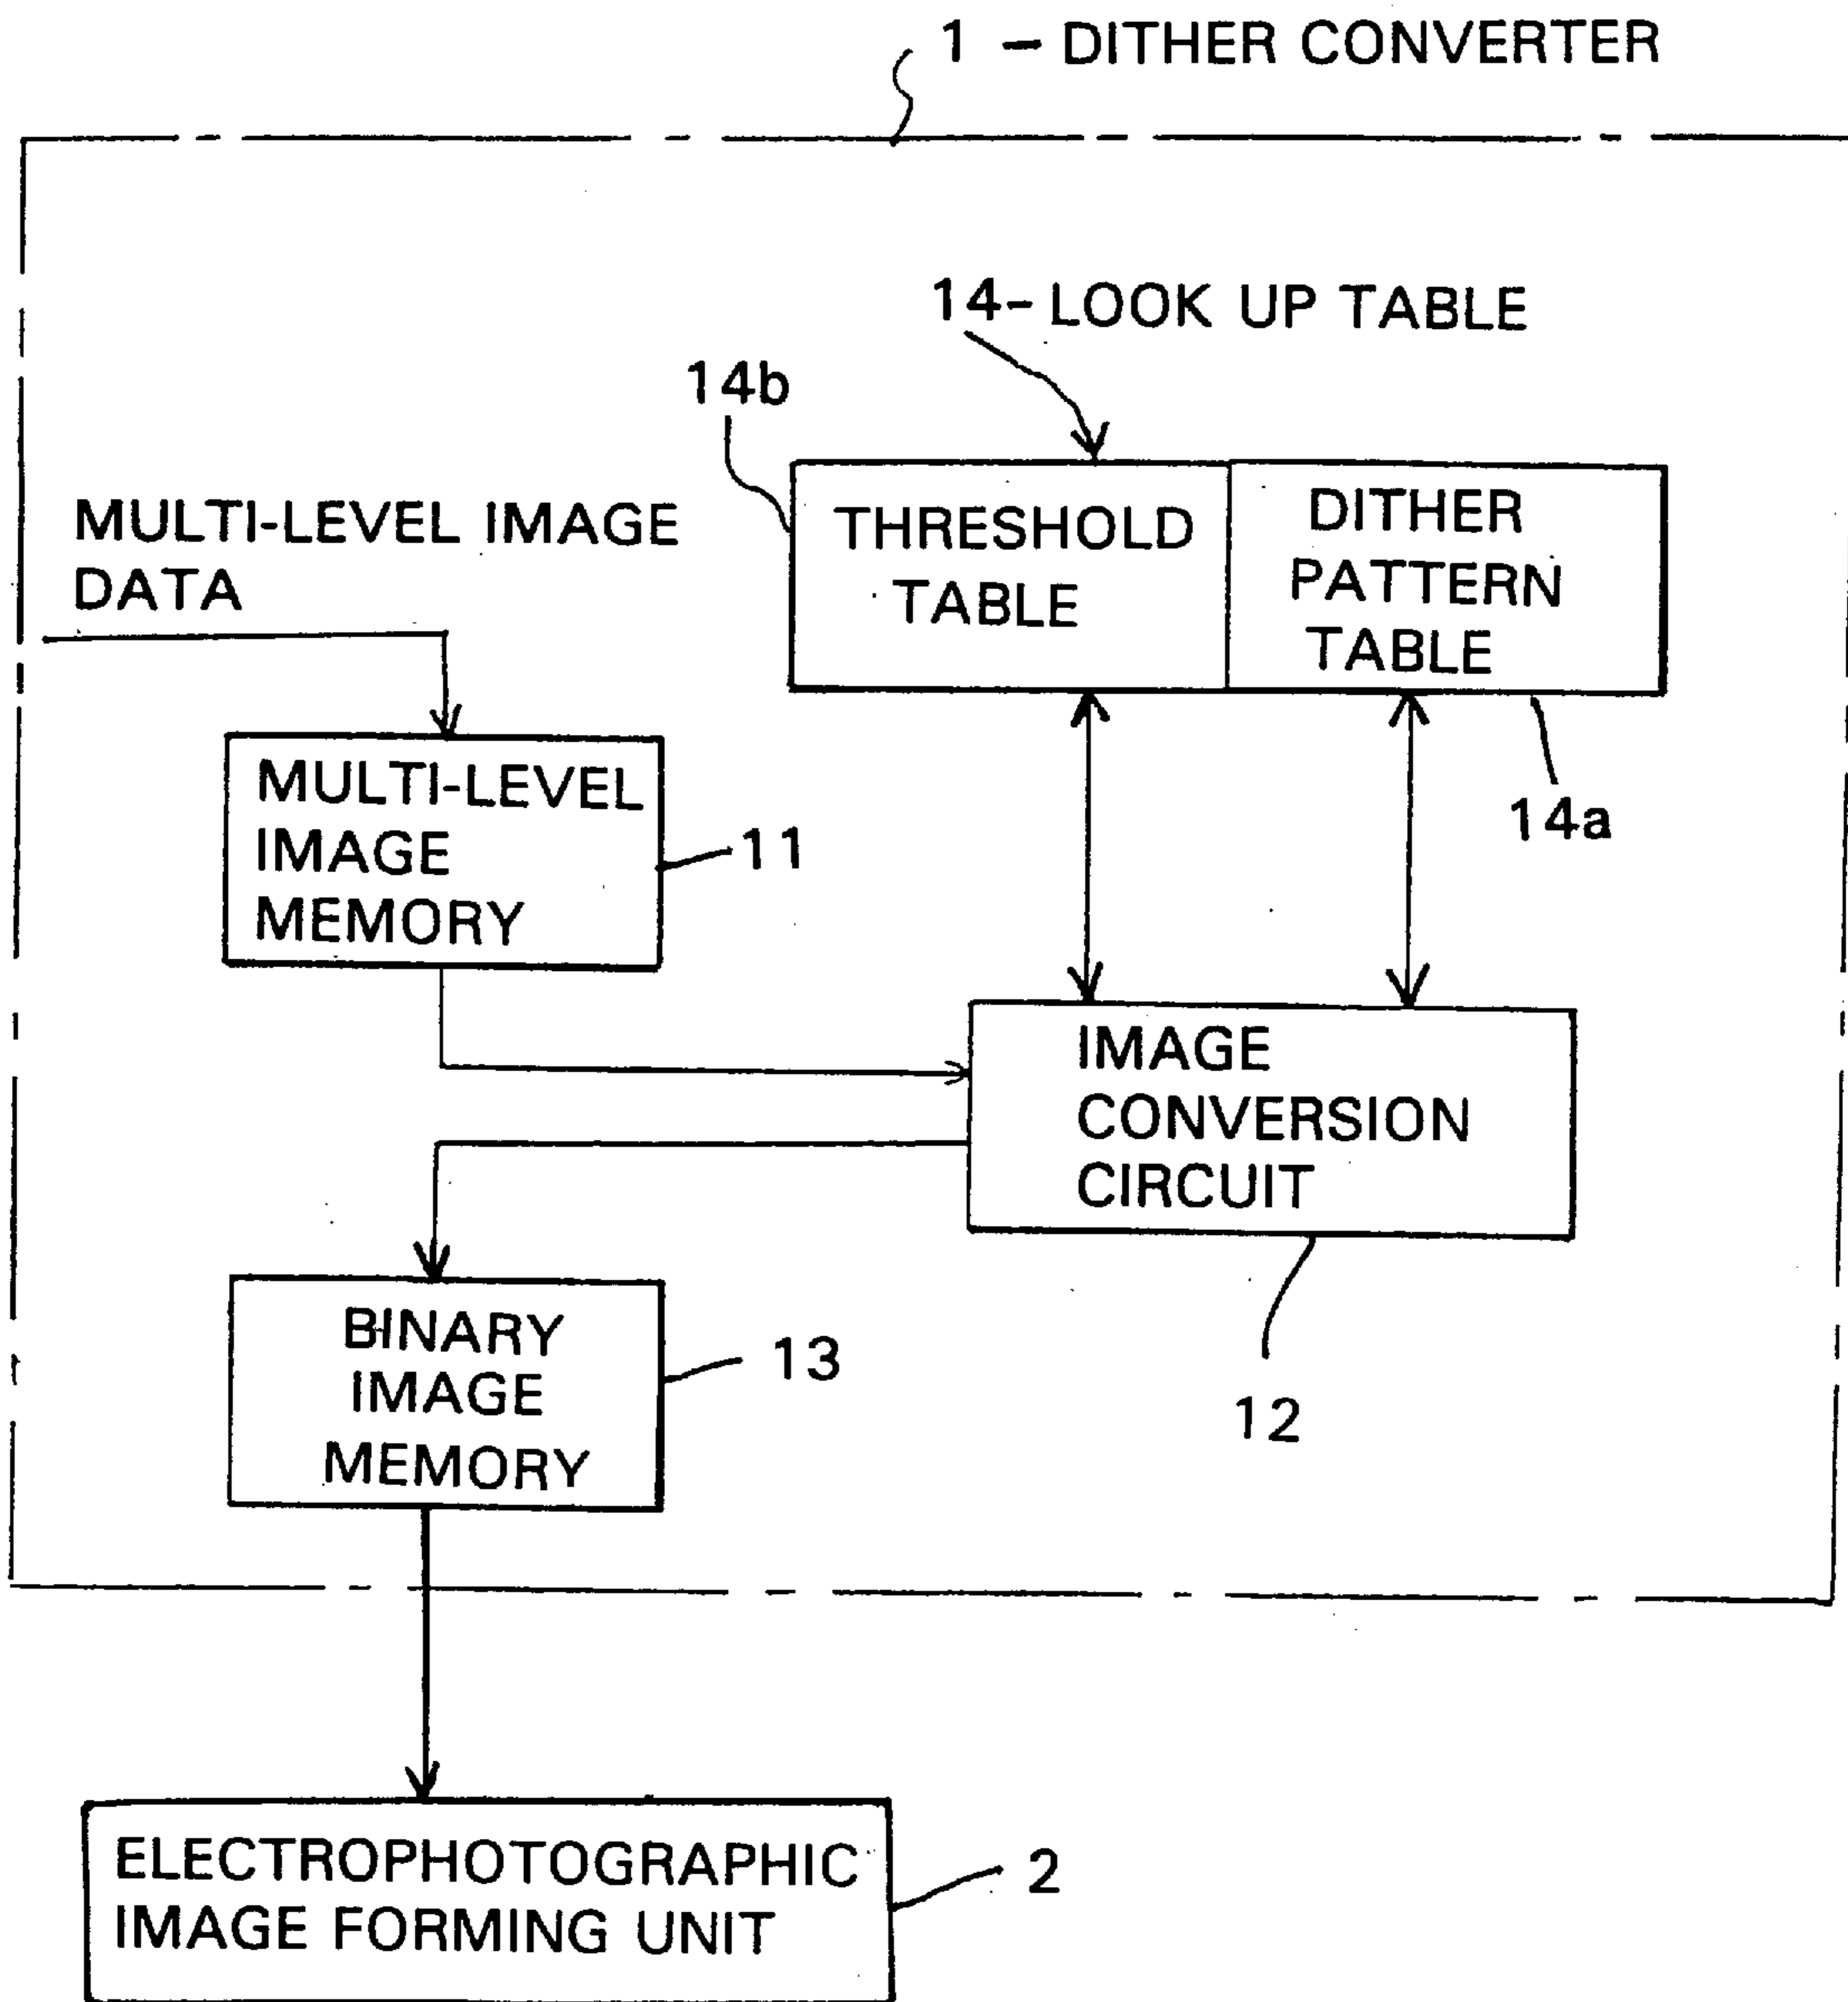 1 – DITHER CONVERTER
14– LOOK UP TABLE
14b
MULTI-LEVEL IMAGE
DATA
THRESHOLD
TABLE
DITHER
PATTERN
TABLE
14a
MULTI-LEVEL
IMAGE
MEMORY
11
IMAGE
CONVERSION
CIRCUIT
12
BINARY
IMAGE
MEMORY
13
ELECTROPHOTOGRAPHIC
IMAGE FORMING UNIT
2